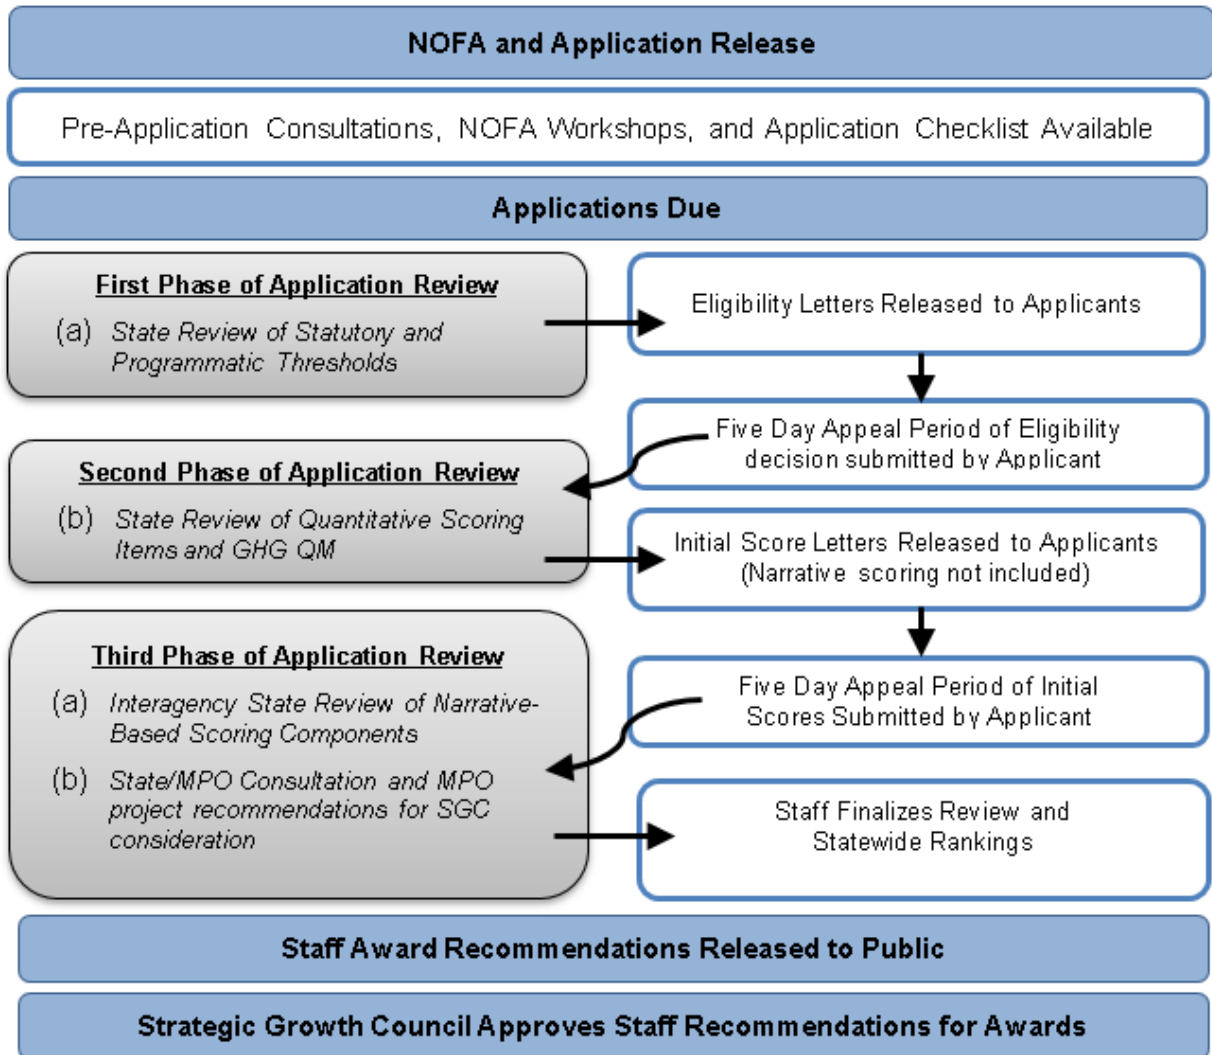 NOFA and Application Release
Pre-Application Consultations, NOFA Workshops, and Application Checklist Available
Applications Due
First Phase of Application Review
(a) State Review of Statutory and
Programmatic Thresholds
Eligibility Letters Released to Applicants
Five Day Appeal Period of Eligibility
decision submitted by Applicant
Second Phase of Application Review
(b) State Review of Quantitative Scoring
Items and GHG QM
Initial Score Letters Released to Applicants
(Narrative scoring not included)
Third Phase of Application Review
(a) Interagency State Review of Narrative-
Based Scoring Components
(b) State/MPO Consultation and MPO
project recommendations for SGC
consideration
Five Day Appeal Period of Initial
Scores Submitted by Applicant
Staff Finalizes Review and
Statewide Rankings
Staff Award Recommendations Released to Public
Strategic Growth Council Approves Staff Recommendations for Awards